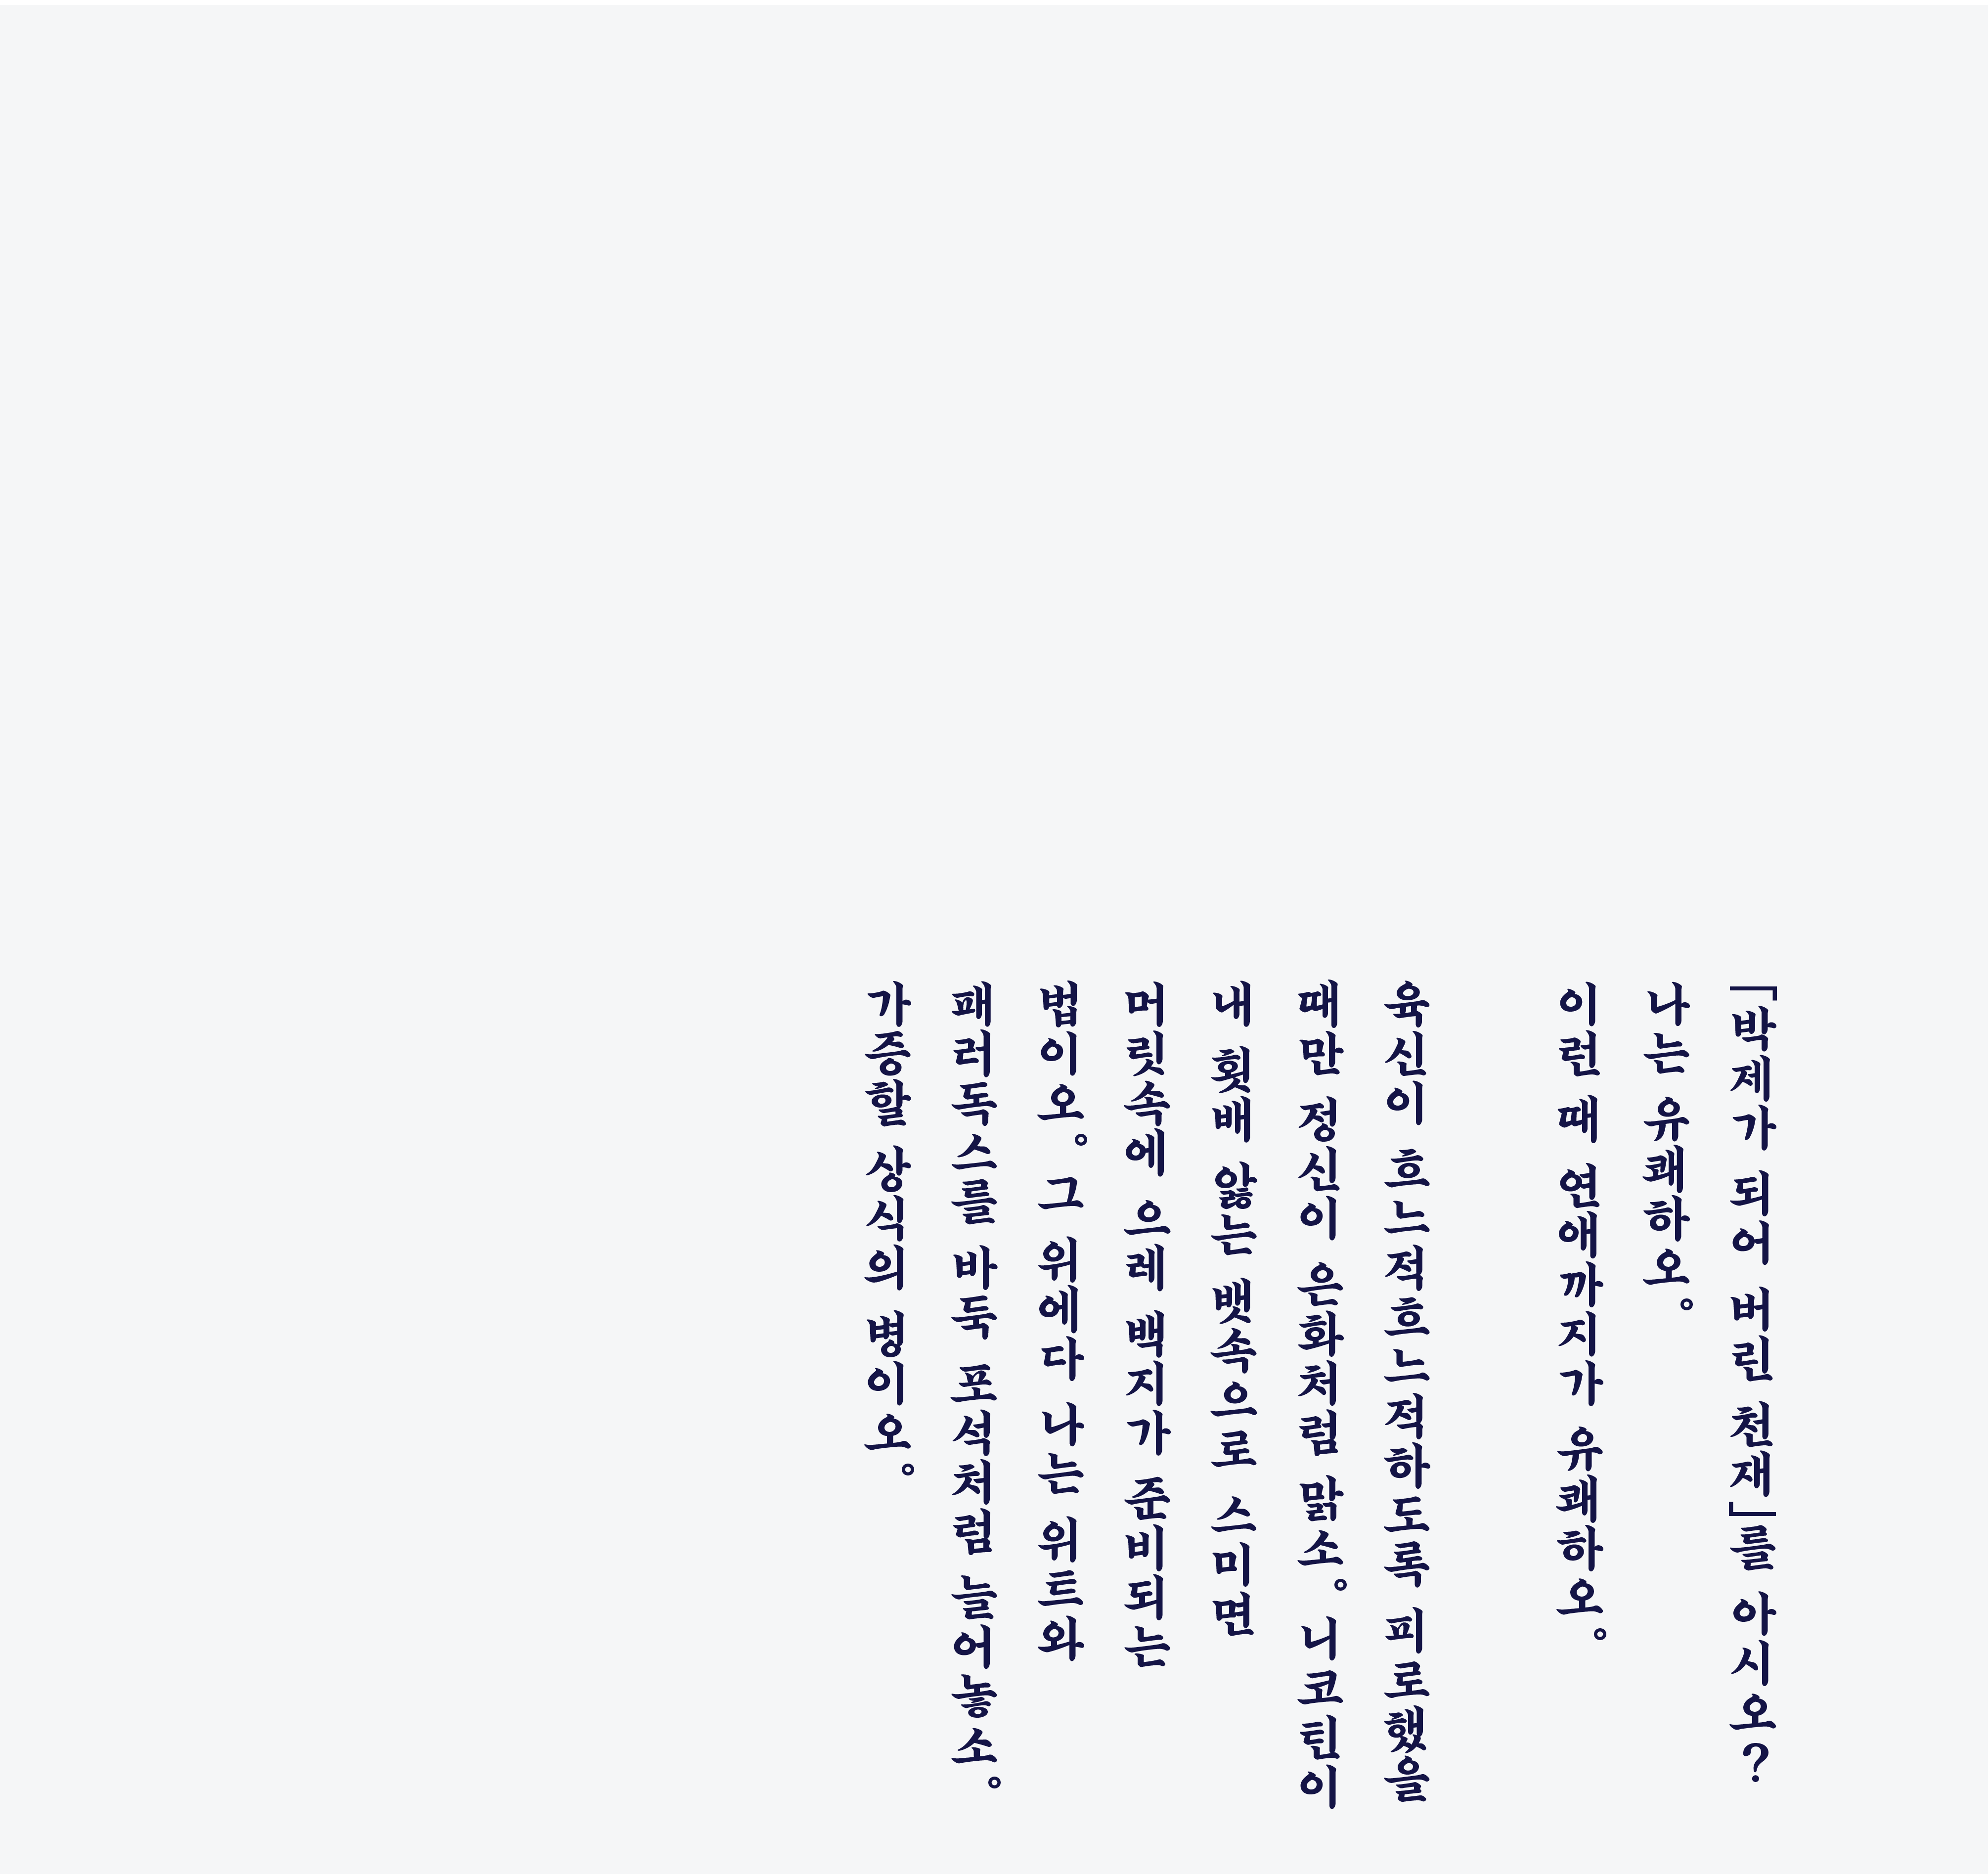 「박제가 되어 버린 천재」를 아시오?
나는 유쾌하오。
이런 때 연애까지가 유쾌하오。
육신이 흐느적흐느적하도록 피로했을
때만 정신이 은화처럼 맑소。 니코틴이
내 횟배 앓는 뱃속으로 스미면
머릿속에 으레 백지가 준비되는
법이오。 그 위에다 나는 위트와
패러독스를 바둑 포석처럼 늘어놓소。
가증할 상식의 병이오。